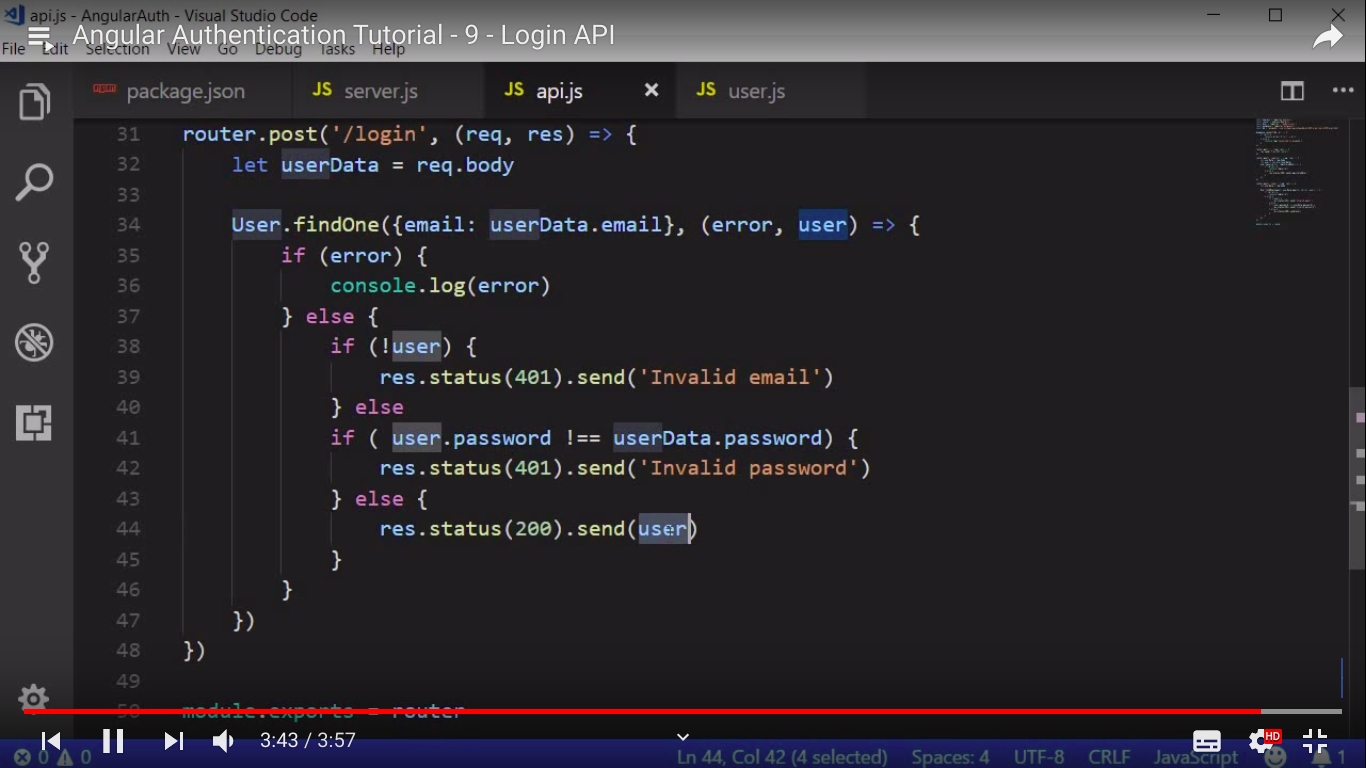 api.js - AngularAuth - Visual Studio Code
Angular Authentication Tutorial - 9 - Login API
File Edit Selection View Go Debug Tasks Help
npm package.json JS server.js JS api.js JS user.js
31 router.post('/login', (req, res) => {
32 let userData = req.body
33
34 User.findOne({email: userData.email}, (error, user) => {
35 if (error) {
36 console.log(error)
37 } else {
38 if (!user) {
39 res.status(401).send('Invalid email')
40 } else
41 if ( user.password !== userData.password) {
42 res.status(401).send('Invalid password')
43 } else {
44 res.status(200).send(user)
45 }
46 }
47 })
48 })
49
50 module.exports = router
3:43 / 3:57 HD
0 0 Ln 44, Col 42 (4 selected) Spaces: 4 UTF-8 CRLF JavaScript 1